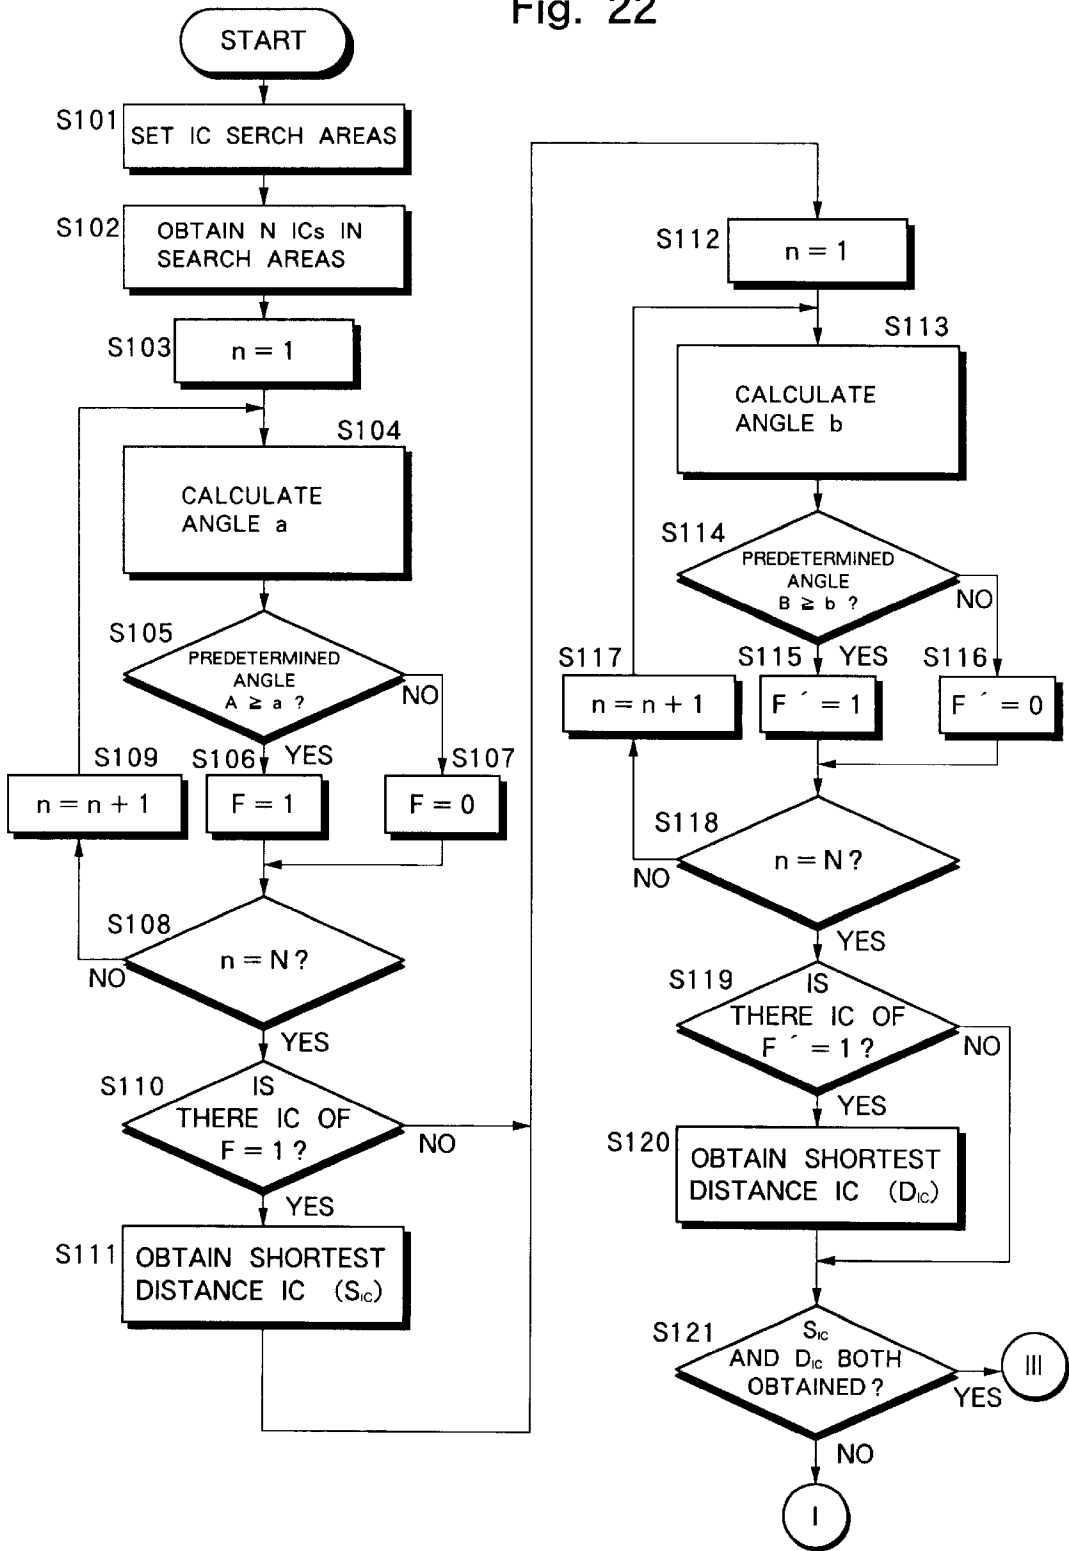 Fig. 22
START
S101
SET IC SERCH AREAS
S102
OBTAIN N ICs IN
SEARCH AREAS
S103
n = 1
S104
CALCULATE
ANGLE a
S105
PREDETERMINED
ANGLE
A ≧ a ?
NO
YES
S109
n = n + 1
S106
F = 1
S107
F = 0
S108
n = N ?
NO
YES
S110
IS
THERE IC OF
F = 1 ?
NO
YES
S111
OBTAIN SHORTEST
DISTANCE IC (SIC)
S112
n = 1
S113
CALCULATE
ANGLE b
S114
PREDETERMINED
ANGLE
B ≧ b ?
NO
YES
S117
n = n + 1
S115
F ´ = 1
S116
F ´ = 0
S118
n = N ?
NO
YES
S119
IS
THERE IC OF
F ´ = 1 ?
NO
YES
S120
OBTAIN SHORTEST
DISTANCE IC (DIC)
S121
SIC
AND DIC BOTH
OBTAINED ?
YES
III
NO
I